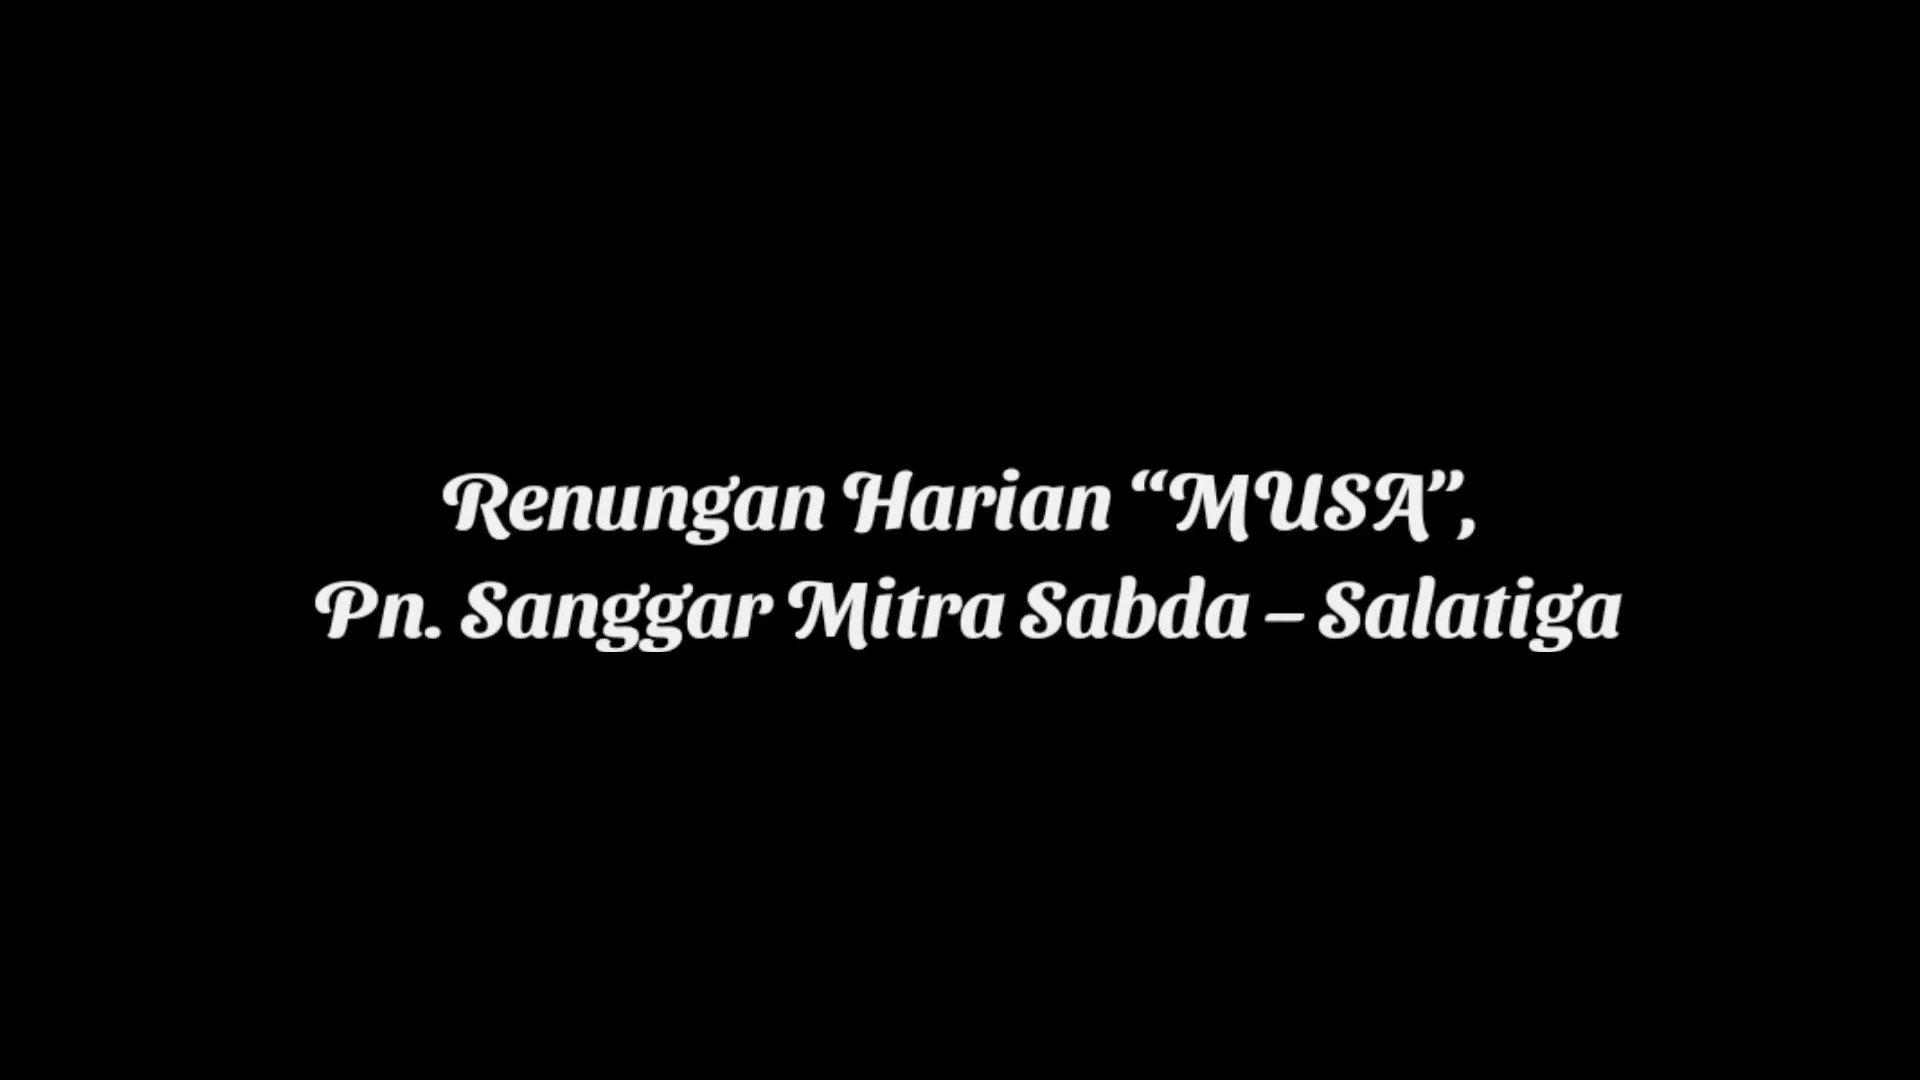 Renungan Harian “MUSA”,
Pn. Sanggar Mitra Sabda – Salatiga